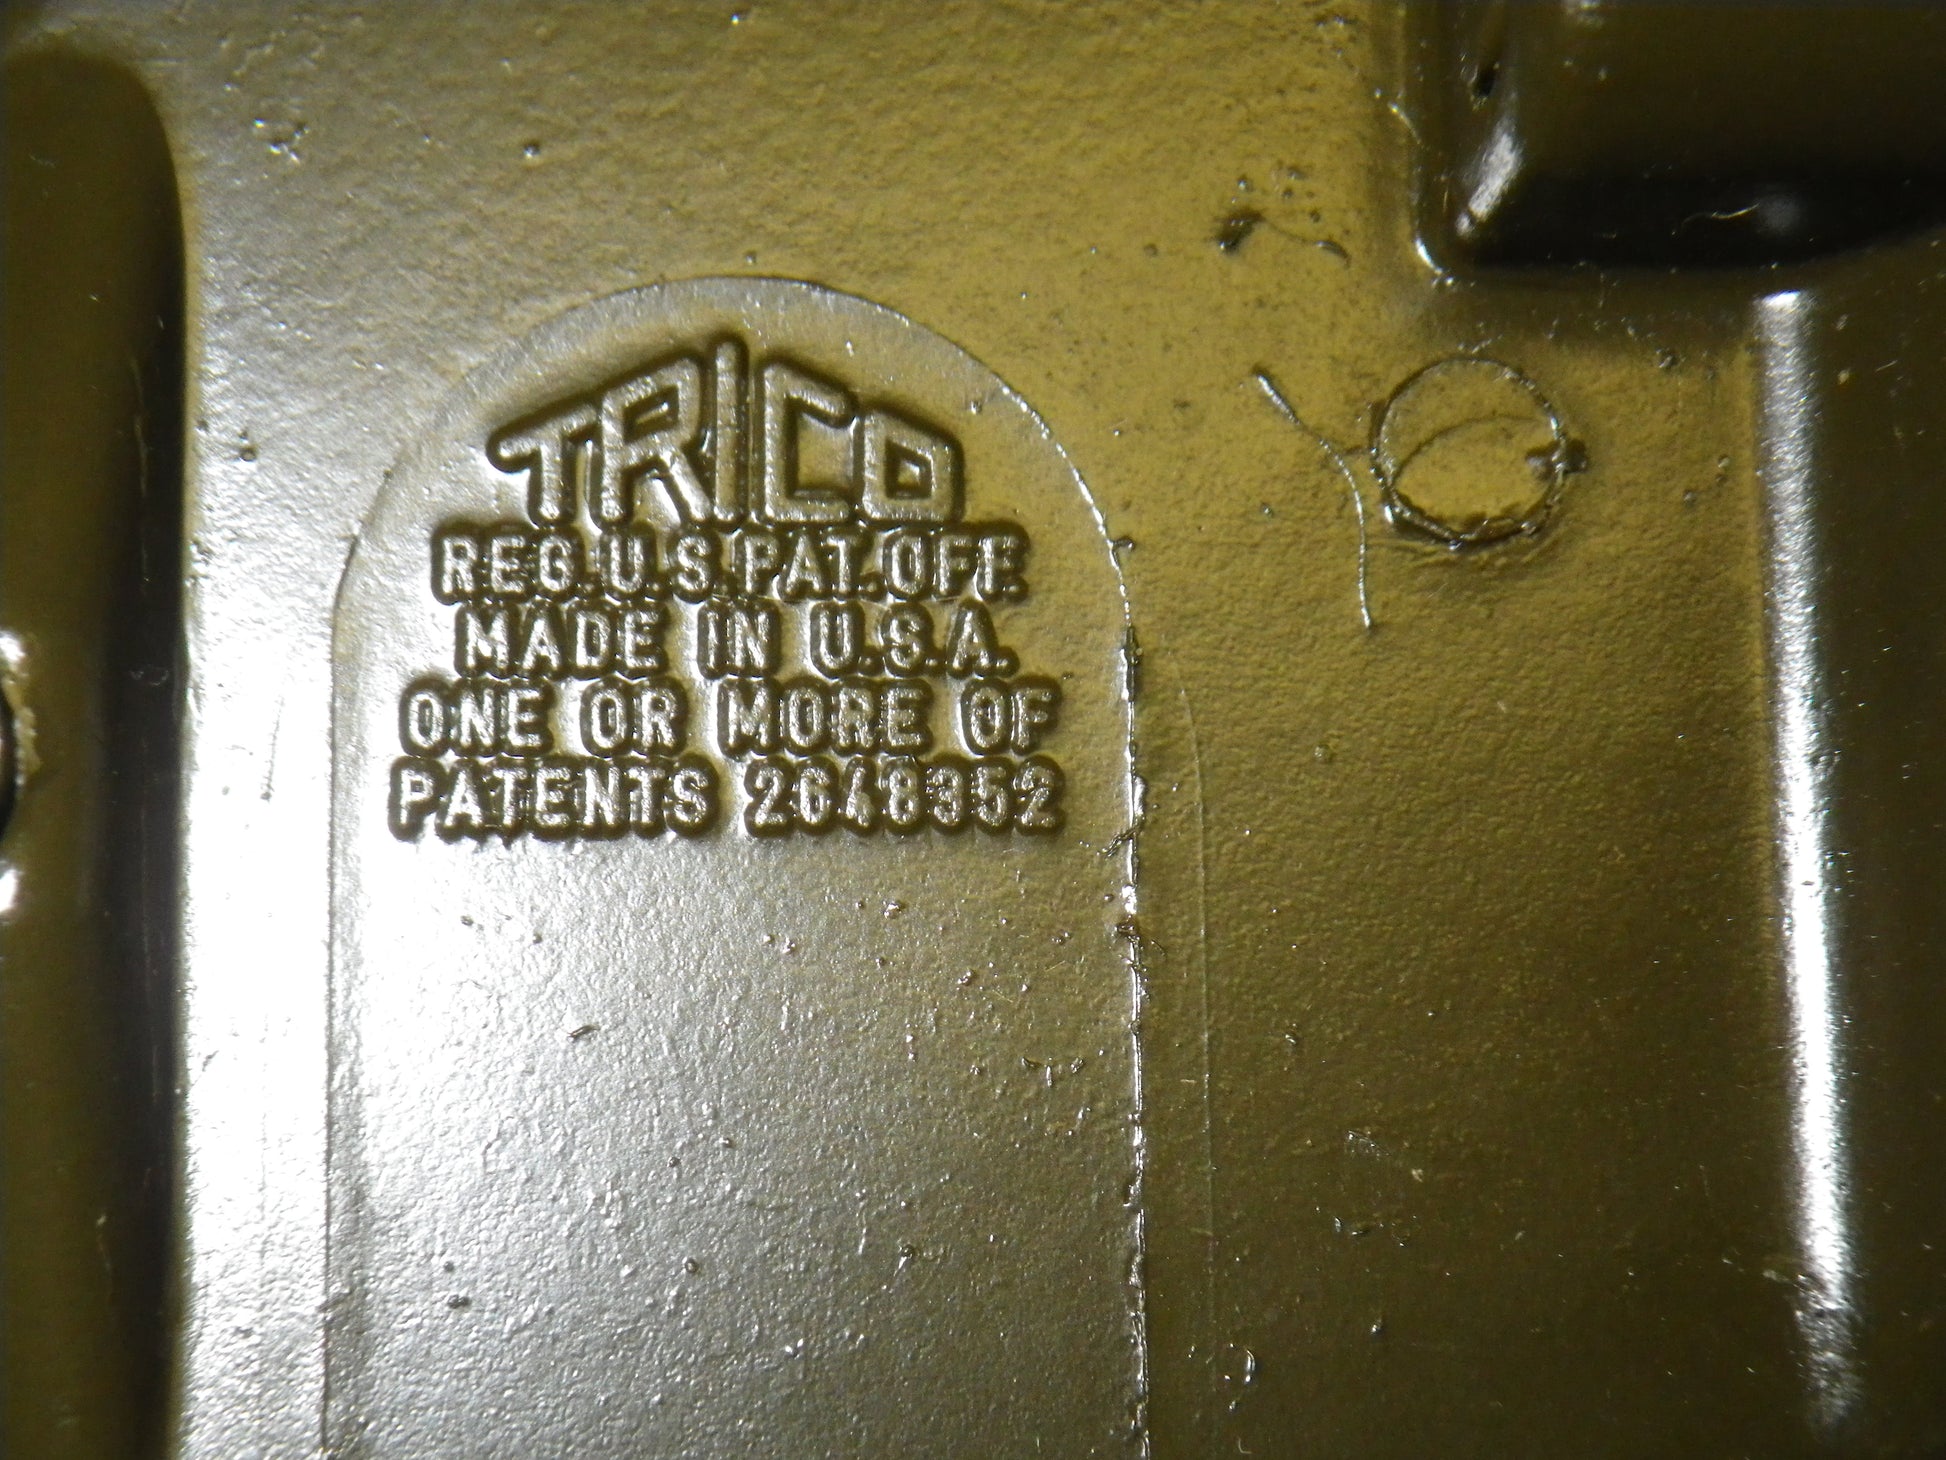 TRICO
REG.U.S.PAT.OFF.
MADE IN U.S.A.
ONE OR MORE OF
PATENTS 2648352